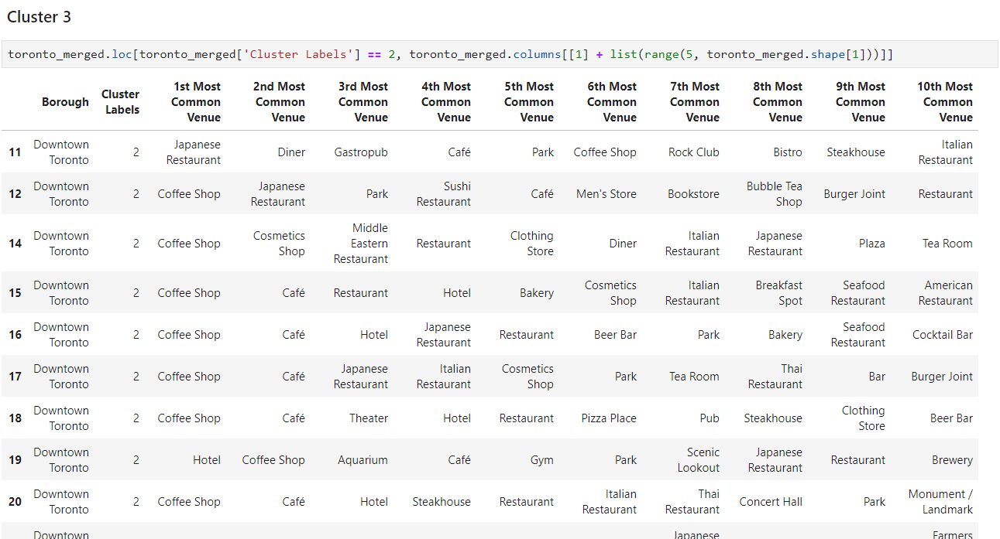 Cluster 3
toronto_merged.loc[toronto_merged['Cluster Labels'] == 2, toronto_merged.columns[[1] + list(range(5, toronto_merged.shape[1]))]]
Borough Cluster Labels 1st Most Common Venue 2nd Most Common Venue 3rd Most Common Venue 4th Most Common Venue 5th Most Common Venue 6th Most Common Venue 7th Most Common Venue 8th Most Common Venue 9th Most Common Venue 10th Most Common Venue
11 Downtown Toronto 2 Japanese Restaurant Diner Gastropub Café Park Coffee Shop Rock Club Bistro Steakhouse Italian Restaurant
12 Downtown Toronto 2 Coffee Shop Japanese Restaurant Park Sushi Restaurant Café Men's Store Bookstore Bubble Tea Shop Burger Joint Restaurant
14 Downtown Toronto 2 Coffee Shop Cosmetics Shop Middle Eastern Restaurant Restaurant Clothing Store Diner Italian Restaurant Japanese Restaurant Plaza Tea Room
15 Downtown Toronto 2 Coffee Shop Café Restaurant Hotel Bakery Cosmetics Shop Italian Restaurant Breakfast Spot Seafood Restaurant American Restaurant
16 Downtown Toronto 2 Coffee Shop Café Hotel Japanese Restaurant Restaurant Beer Bar Park Bakery Seafood Restaurant Cocktail Bar
17 Downtown Toronto 2 Coffee Shop Café Japanese Restaurant Italian Restaurant Cosmetics Shop Park Tea Room Thai Restaurant Bar Burger Joint
18 Downtown Toronto 2 Coffee Shop Café Theater Hotel Restaurant Pizza Place Pub Steakhouse Clothing Store Beer Bar
19 Downtown Toronto 2 Hotel Coffee Shop Aquarium Café Gym Park Scenic Lookout Japanese Restaurant Restaurant Brewery
20 Downtown Toronto 2 Coffee Shop Café Hotel Steakhouse Restaurant Italian Restaurant Thai Restaurant Concert Hall Park Monument / Landmark
Downtown Japanese Farmers